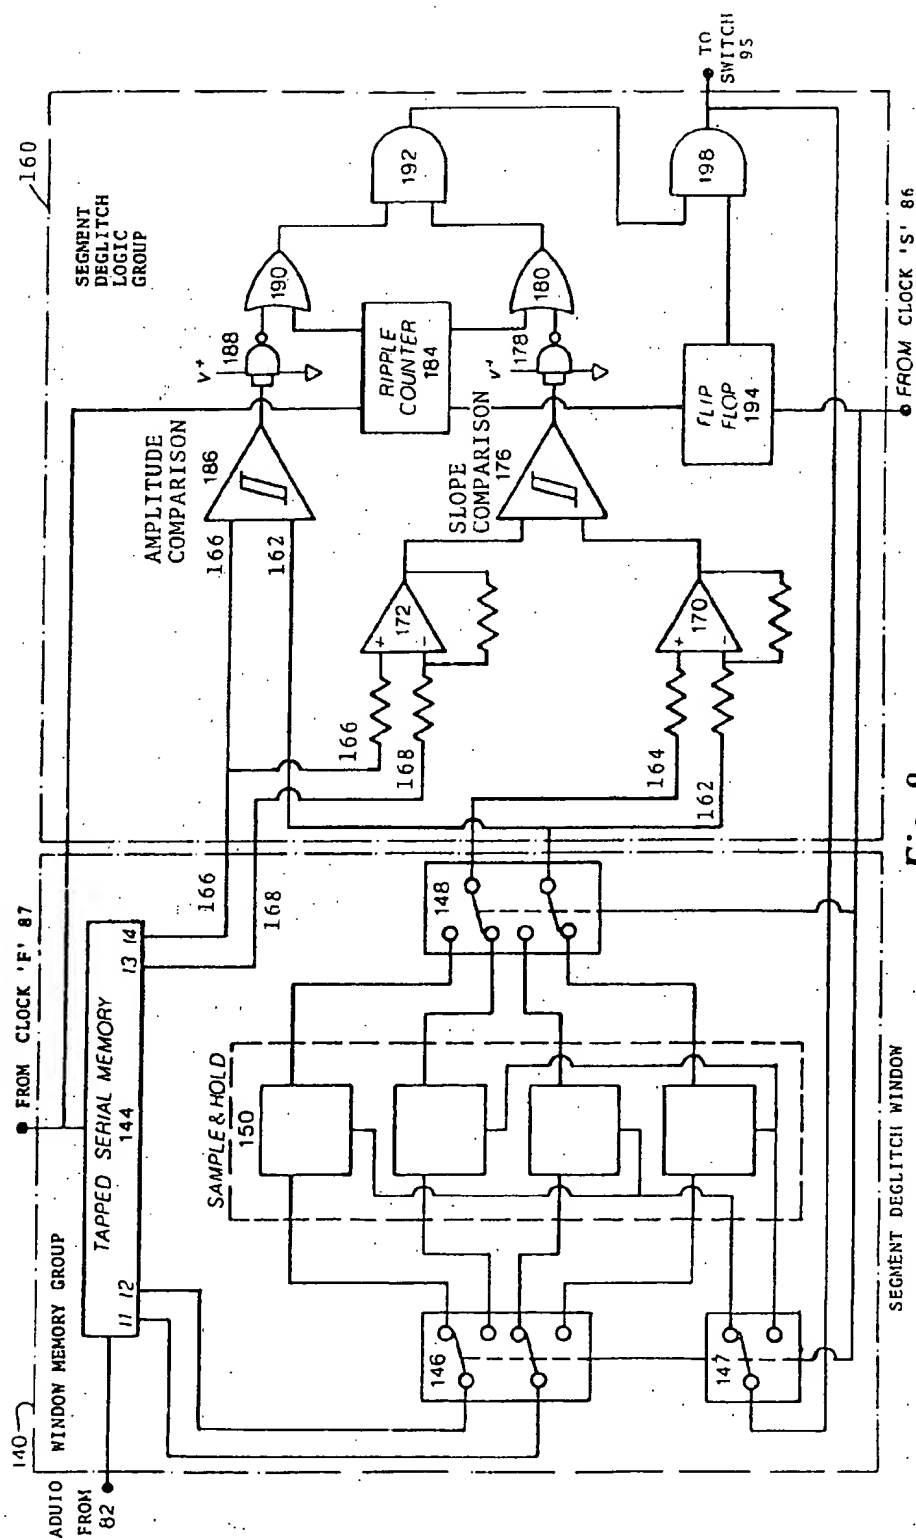 160
SEGMENT
DEGLITCH
LOGIC
GROUP
TO
SWITCH
95
192
198
190
180
188
178
V+
RIPPLE
COUNTER
184
FLIP
FLOP
194
FROM CLOCK 'S' 86
AMPLITUDE
COMPARISON
186
166
162
SLOPE
COMPARISON
176
+
172
-
166
168
+
170
-
164
162
FROM CLOCK 'F' 87
TAPPED SERIAL MEMORY
144
11
12
13
14
166
168
148
SAMPLE & HOLD
150
146
147
140
WINDOW MEMORY GROUP
ADUIO
FROM
82
SEGMENT DEGLITCH WINDOW